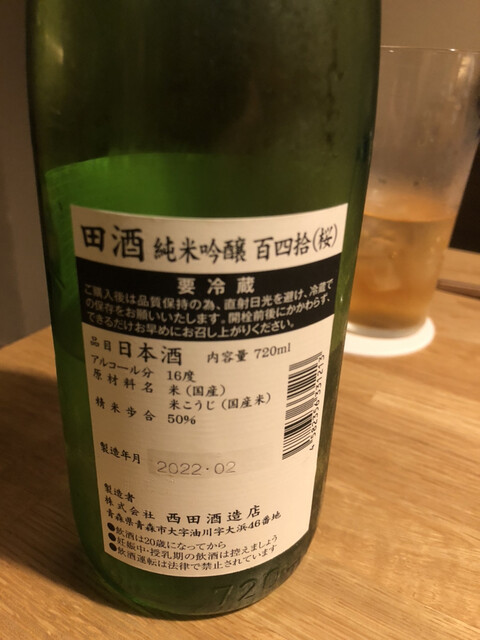 田酒 純米吟醸 百四拾(桜)
要冷蔵
ご購入後は品質保持の為、直射日光を避け、冷蔵で
の保存をお願いいたします。開栓前後にかかわらず、
できるだけお早めにお召し上がりください。
品目 日本酒 内容量 720ml
アルコール分 16度
原材料名 米(国産)
米こうじ(国産米)
精米歩合 50%
製造年月 2022.02
製造者
株式会社 西田酒造店
青森県青森市大字油川字大浜46番地
●飲酒は20歳になってから
●妊娠中・授乳期の飲酒は控えましょう
●飲酒運転は法律で禁止されています